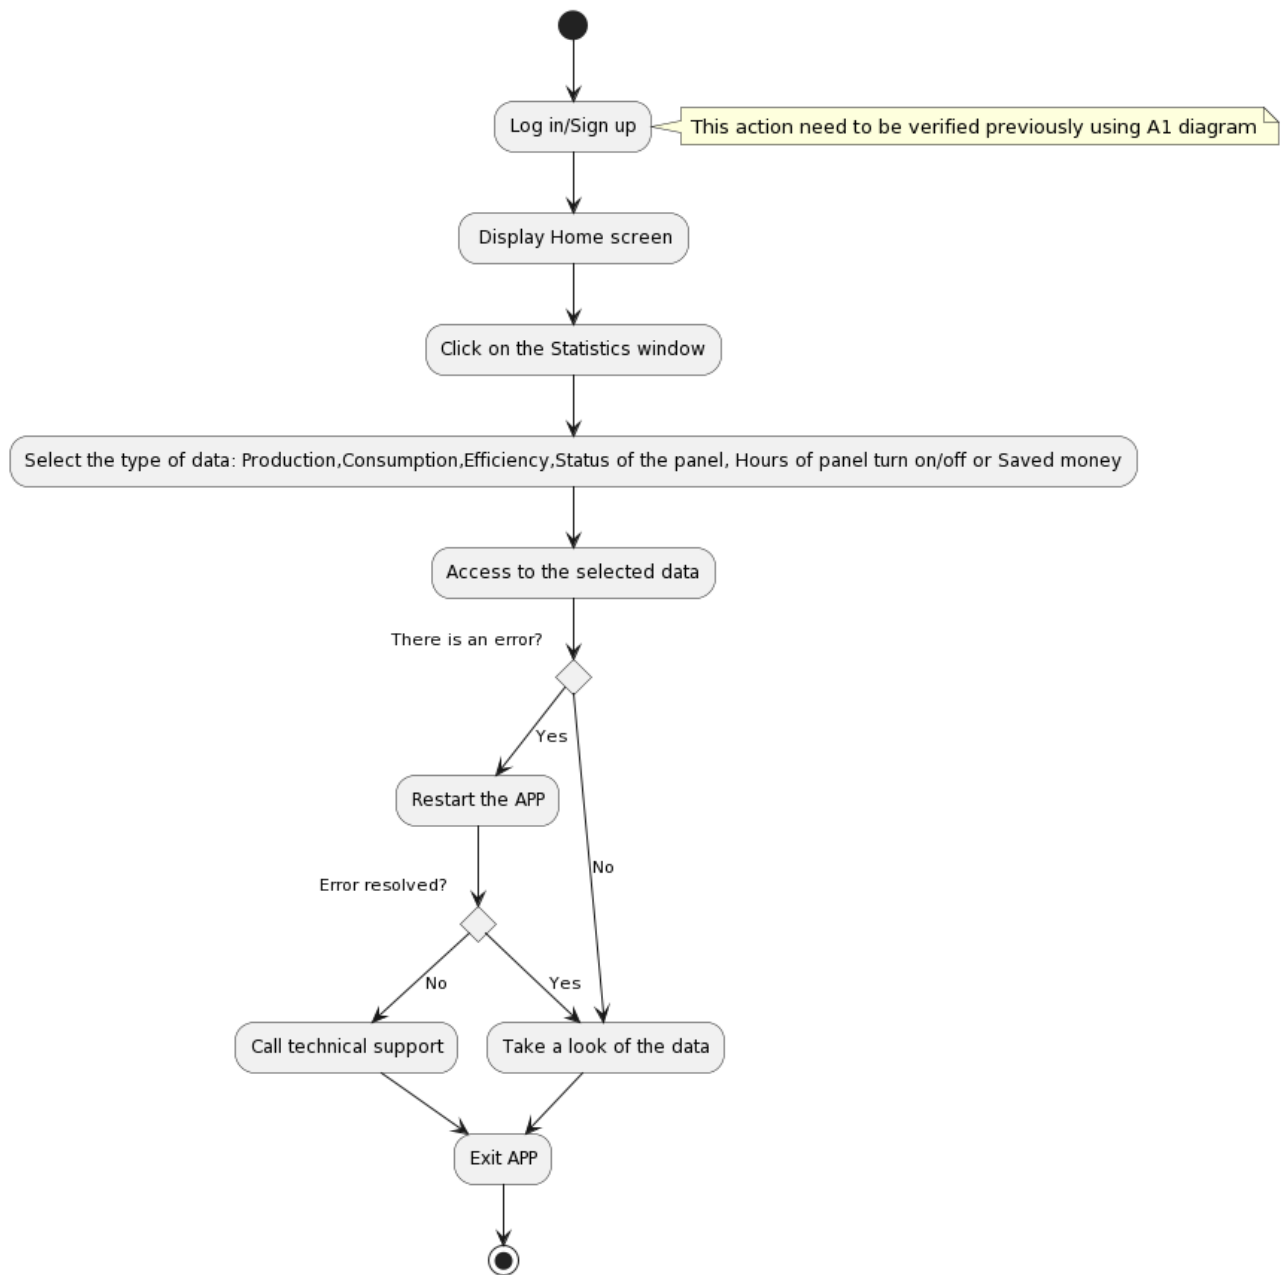 Log in/Sign up
This action need to be verified previously using A1 diagram
Display Home screen
Click on the Statistics window
Select the type of data: Production,Consumption,Efficiency,Status of the panel, Hours of panel turn on/off or Saved money
Access to the selected data
There is an error?
Yes
Restart the APP
No
Error resolved?
No
Yes
Call technical support
Take a look of the data
Exit APP